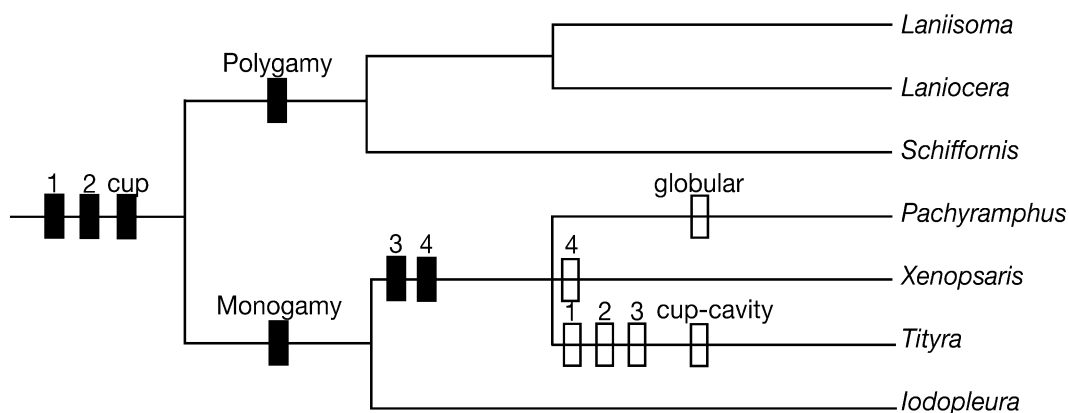 Laniisoma
Polygamy
Laniocera
Schiffornis
1 2 cup
globular
Pachyramphus
3 4
4
Xenopsaris
Monogamy
1 2 3 cup-cavity
Tityra
Iodopleura